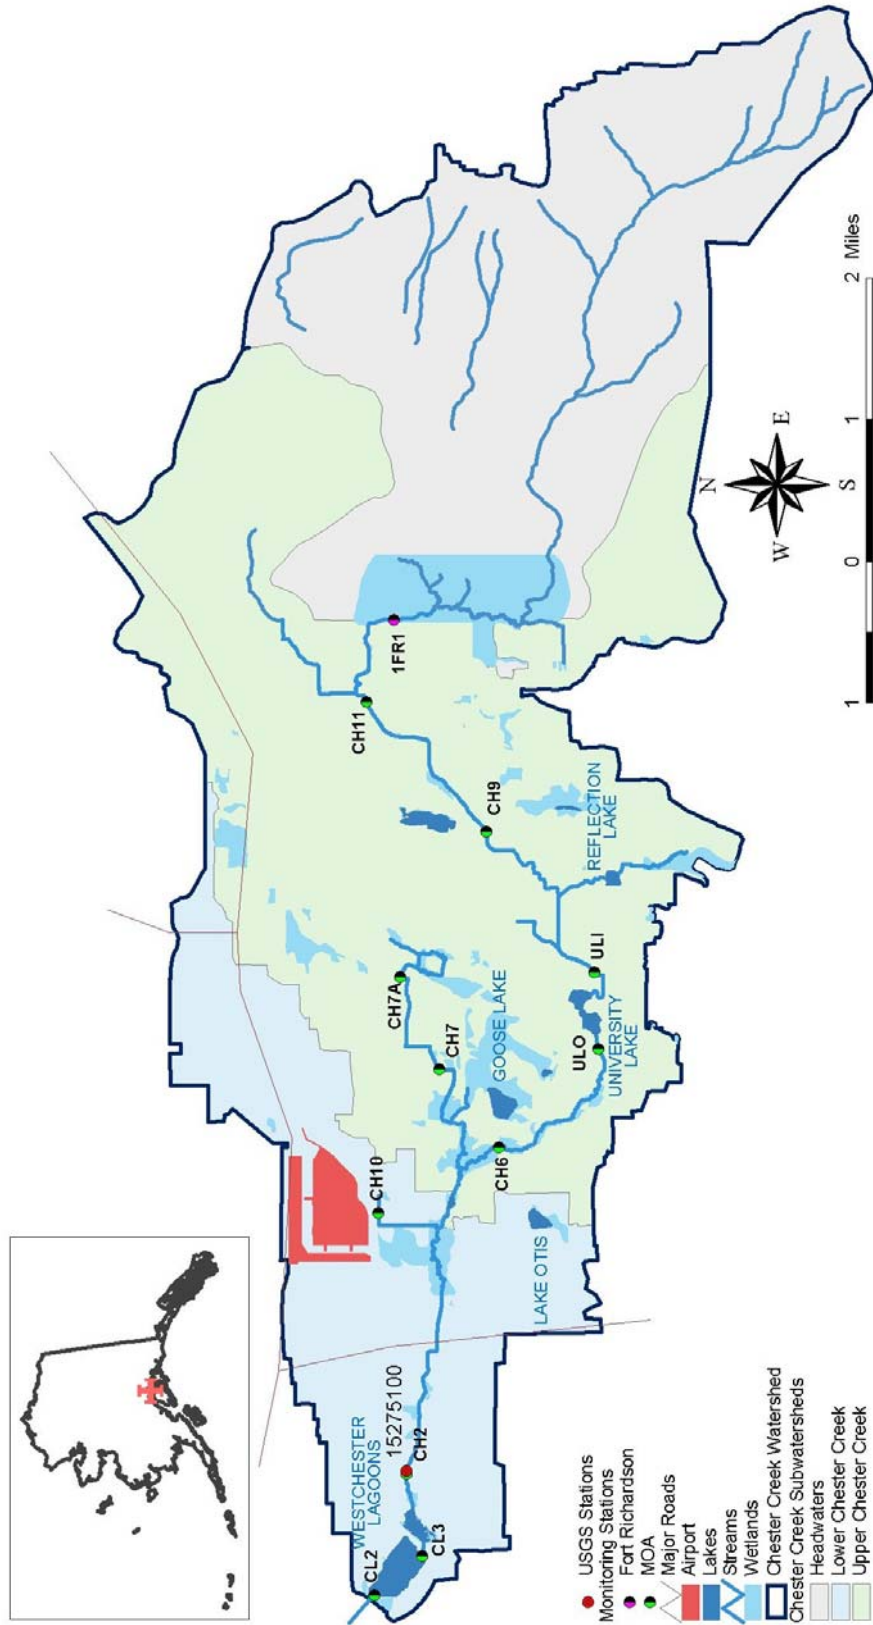 WESTCHESTER
LAGOONS
CL2
CL3
15275100
CH2
CH10
LAKE OTIS
CH6
CH7
CH7A
GOOSE LAKE
ULO
UNIVERSITY
LAKE
ULI
CH9
REFLECTION
LAKE
CH11
1FR1
N
W
E
S
1
0
1
2 Miles
USGS Stations
Monitoring Stations
Fort Richardson
MOA
Major Roads
Airport
Lakes
Streams
Wetlands
Chester Creek Watershed
Chester Creek Subwatersheds
Headwaters
Lower Chester Creek
Upper Chester Creek